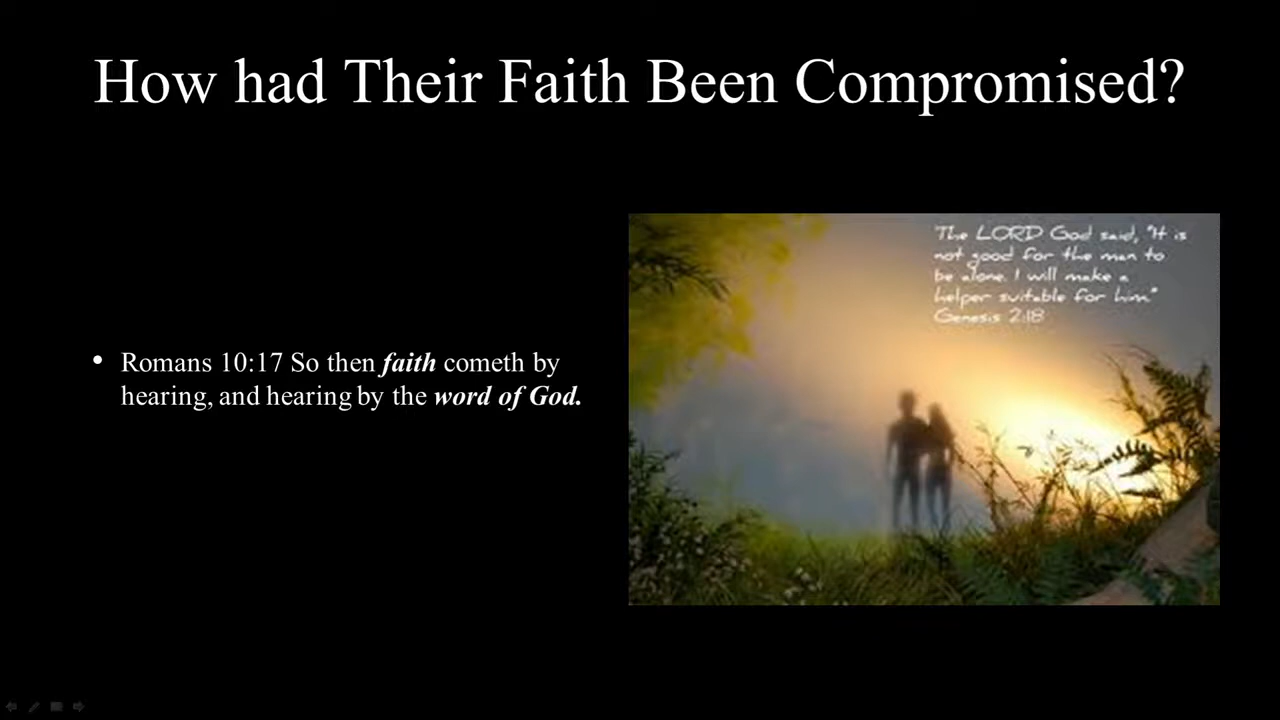 How had Their Faith Been Compromised?
• Romans 10:17 So then faith cometh by
hearing, and hearing by the word of God.
The LORD God said, "It is
not good for the man to
be alone. I will make a
helper suitable for him."
Genesis 2:18